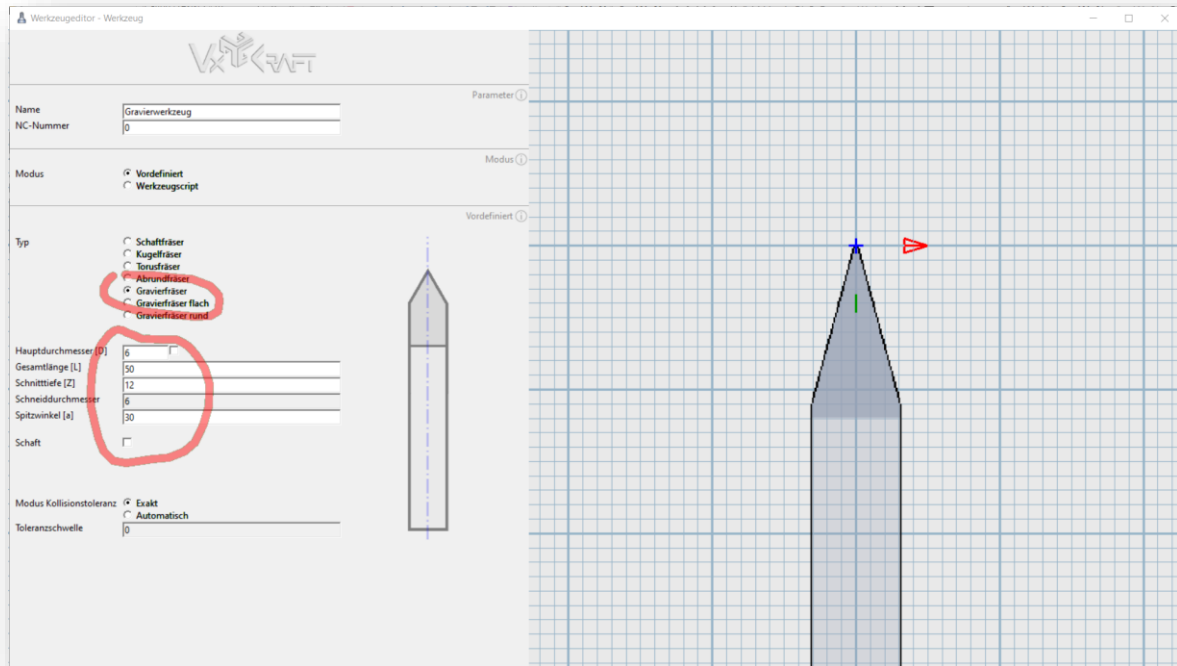 Werkzeugeditor - Werkzeug
VxCRAFT
Parameter
Name Gravierwerkzeug
NC-Nummer 0
Modus
Modus Vordefiniert
Werkzeugscript
Vordefiniert
Typ Schaftfräser
Kugelfräser
Torusfräser
Abrundfräser
Gravierfräser
Gravierfräser flach
Gravierfräser rund
Hauptdurchmesser [D] 6
Gesamtlänge [L] 50
Schnitttiefe [Z] 12
Schneiddurchmesser 6
Spitzwinkel [a] 30
Schaft
Modus Kollisionstoleranz Exakt
Automatisch
Toleranzschwelle 0